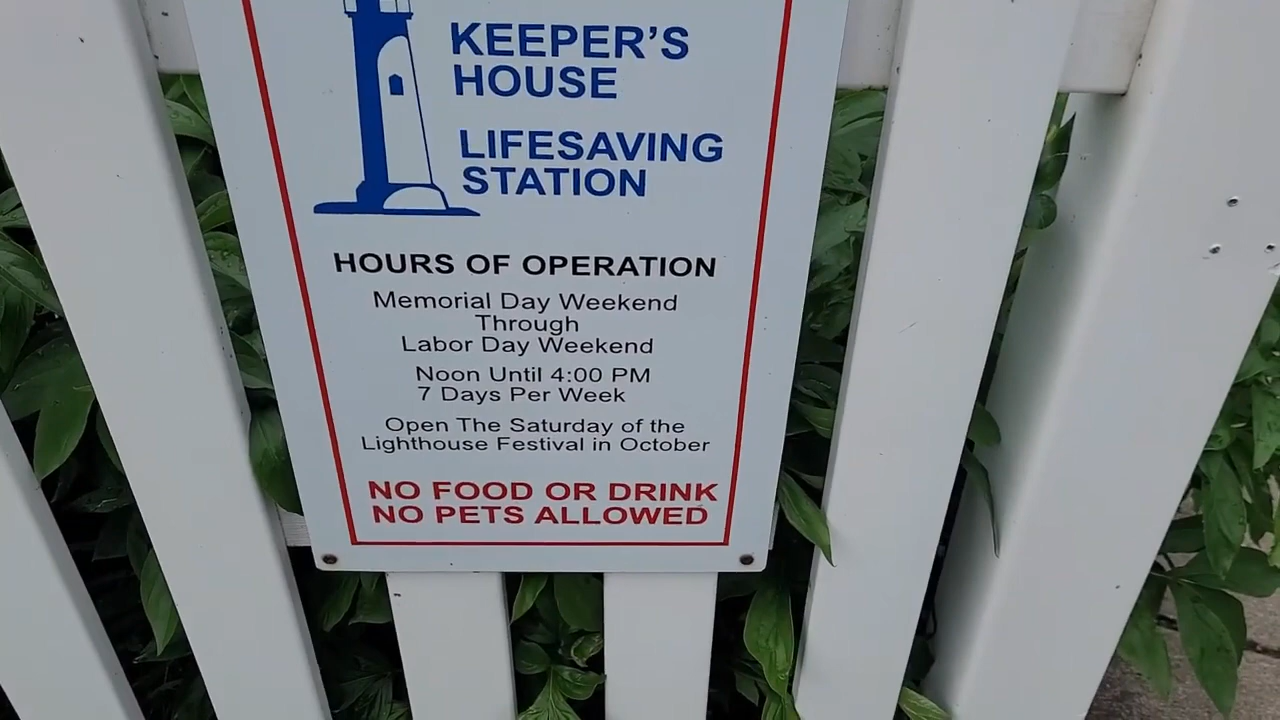 KEEPER'S
HOUSE
LIFESAVING
STATION
HOURS OF OPERATION
Memorial Day Weekend
Through
Labor Day Weekend
Noon Until 4:00 PM
7 Days Per Week
Open The Saturday of the
Lighthouse Festival in October
NO FOOD OR DRINK
NO PETS ALLOWED